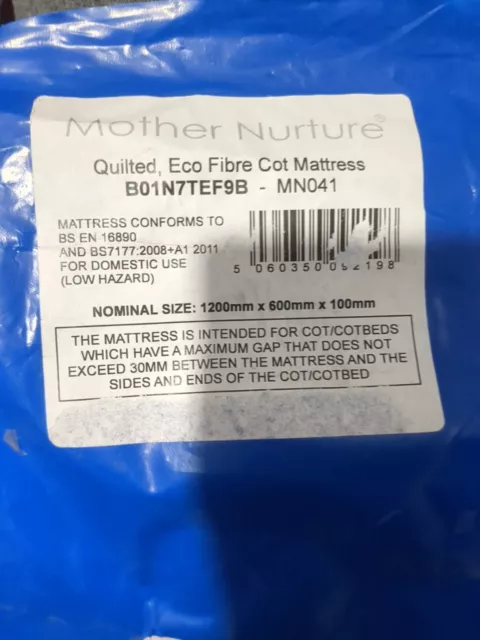 Mother Nurture®
Quilted, Eco Fibre Cot Mattress
B01N7TEF9B - MN041
MATTRESS CONFORMS TO
BS EN 16890
AND BS7177:2008+A1 2011
FOR DOMESTIC USE
(LOW HAZARD)
5 060350 092198
NOMINAL SIZE: 1200mm x 600mm x 100mm
THE MATTRESS IS INTENDED FOR COT/COTBEDS
WHICH HAVE A MAXIMUM GAP THAT DOES NOT
EXCEED 30MM BETWEEN THE MATTRESS AND THE
SIDES AND ENDS OF THE COT/COTBED